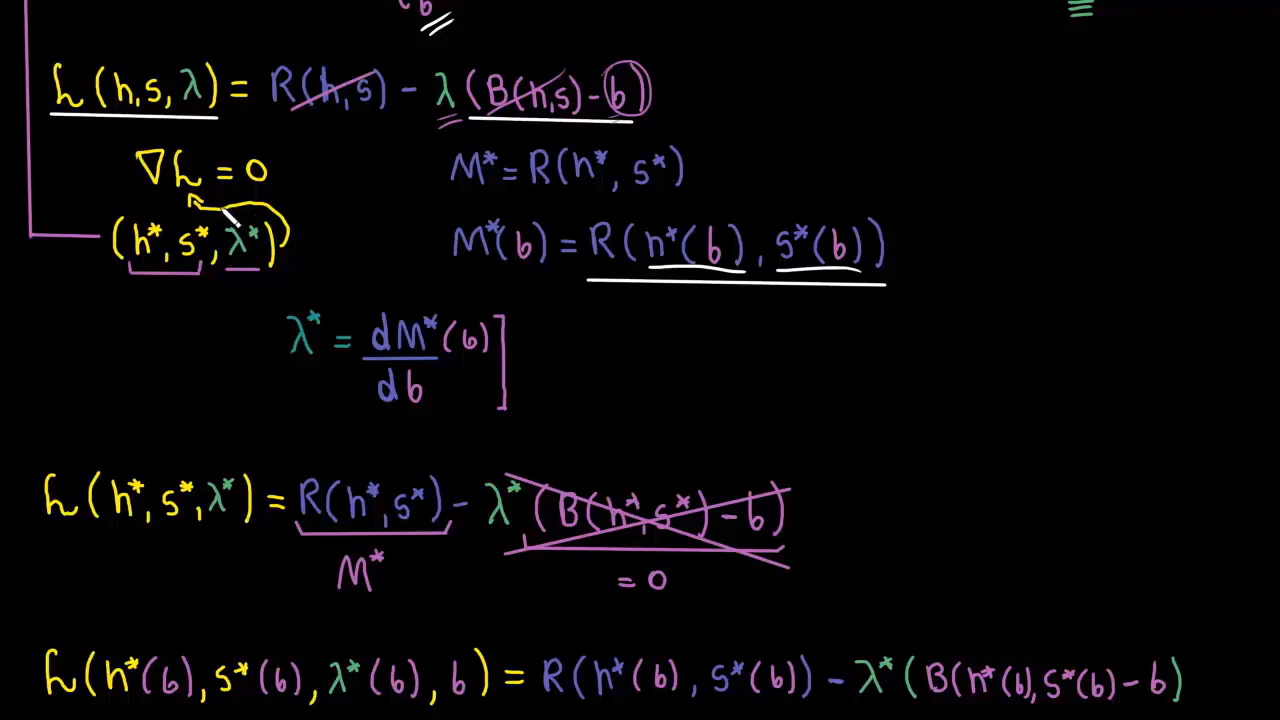 b
ℒ(h,s,λ) = R(h,s) - λ(B(h,s)-b)
∇ℒ = 0
M* = R(h*, s*)
(h*, s*, λ*)
M*(b) = R(h*(b), s*(b))
λ* = dM*/db (b)
ℒ(h*, s*, λ*) = R(h*, s*) - λ*(B(h*, s*) - b)
M*
= 0
ℒ(h*(b), s*(b), λ*(b), b) = R(h*(b), s*(b)) - λ*(B(h*(b), s*(b) - b)